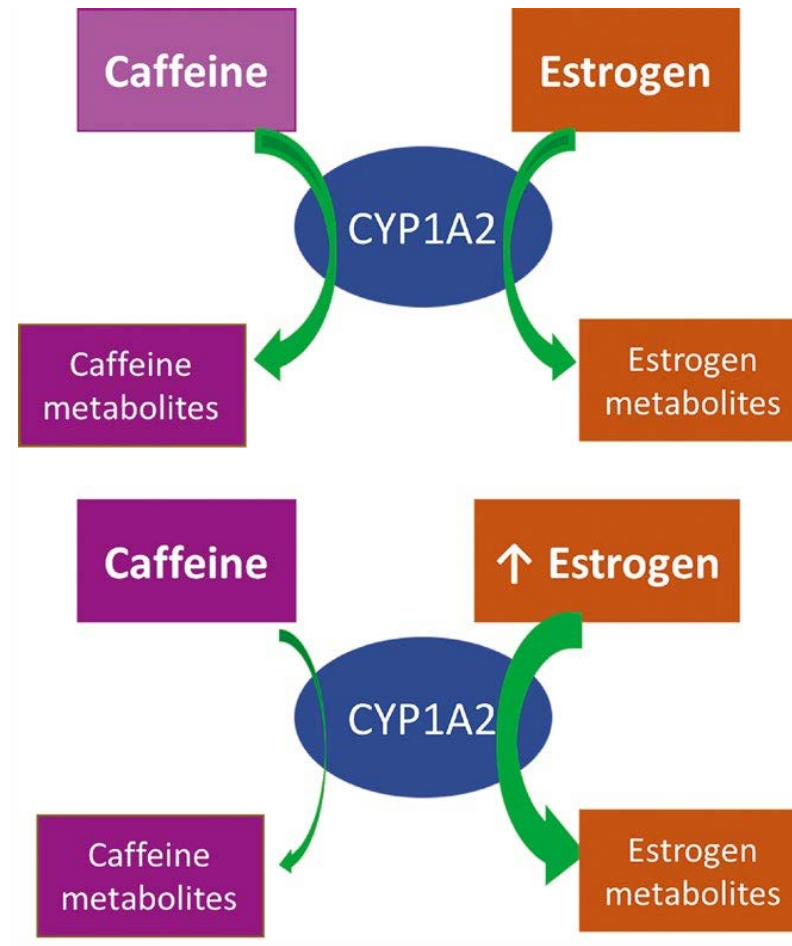 Caffeine
Estrogen
CYP1A2
Caffeine
metabolites
Estrogen
metabolites
Caffeine
↑ Estrogen
CYP1A2
Caffeine
metabolites
Estrogen
metabolites